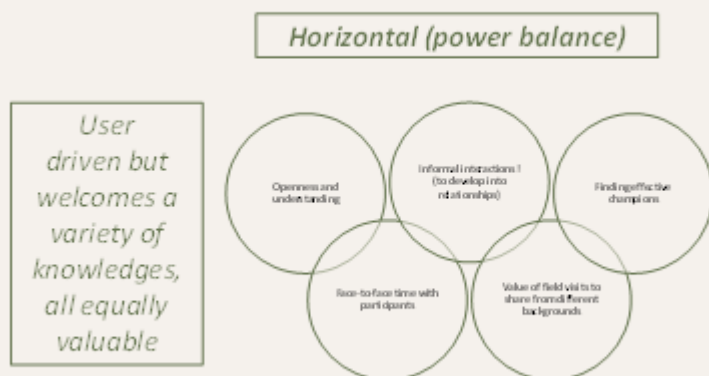 Horizontal (power balance)
User
driven but
welcomes a
variety of
knowledges,
all equally
valuable
Openness and
understanding
Informal interactions!
(to develop into
relationships)
Finding effective
champions
Face-to-face time with
participants
Value of field visits to
share from different
backgrounds